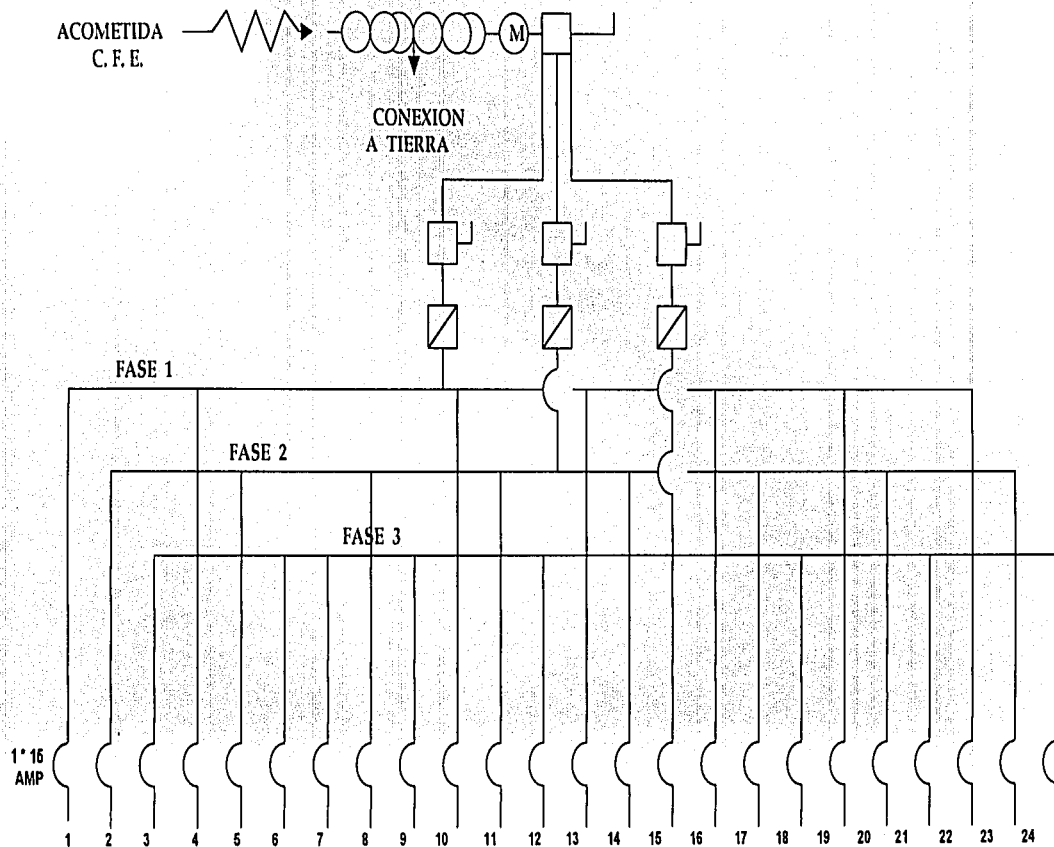 ACOMETIDA
C. F. E.
M
CONEXION
A TIERRA
FASE 1
FASE 2
FASE 3
1 * 15
AMP
1 2 3 4 5 6 7 8 9 10 11 12 13 14 15 16 17 18 19 20 21 22 23 24